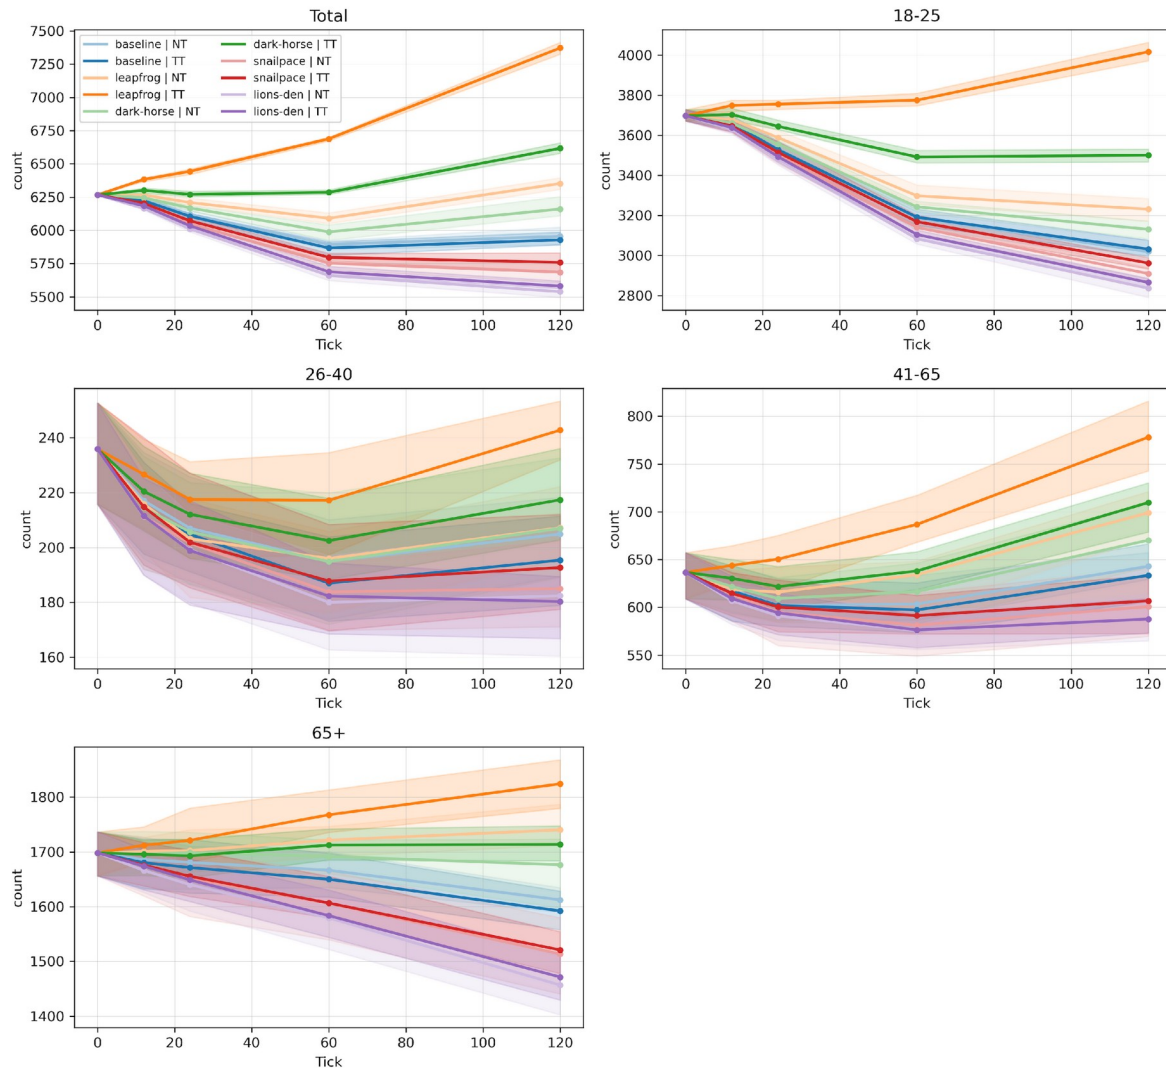 Total
7500
7250
7000
6750
6500
6250
6000
5750
5500
count
baseline | NT
baseline | TT
leapfrog | NT
leapfrog | TT
dark-horse | NT
dark-horse | TT
snailpace | NT
snailpace | TT
lions-den | NT
lions-den | TT
0 20 40 60 80 100 120
Tick
18-25
4000
3800
3600
3400
3200
3000
2800
count
0 20 40 60 80 100 120
Tick
26-40
240
220
200
180
160
count
0 20 40 60 80 100 120
Tick
41-65
800
750
700
650
600
550
count
0 20 40 60 80 100 120
Tick
65+
1800
1700
1600
1500
1400
count
0 20 40 60 80 100 120
Tick